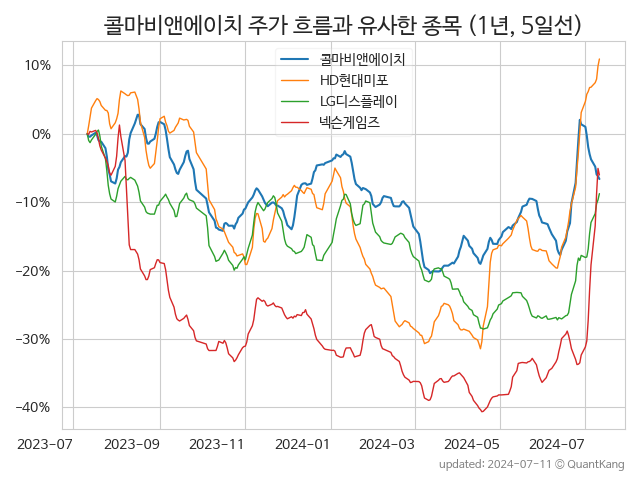 콜마비앤에이치 주가 흐름과 유사한 종목 (1년, 5일선)
콜마비앤에이치
HD현대미포
LG디스플레이
넥슨게임즈
10%
0%
−10%
−20%
−30%
−40%
2023-07 2023-09 2023-11 2024-01 2024-03 2024-05 2024-07
updated: 2024-07-11 © QuantKang